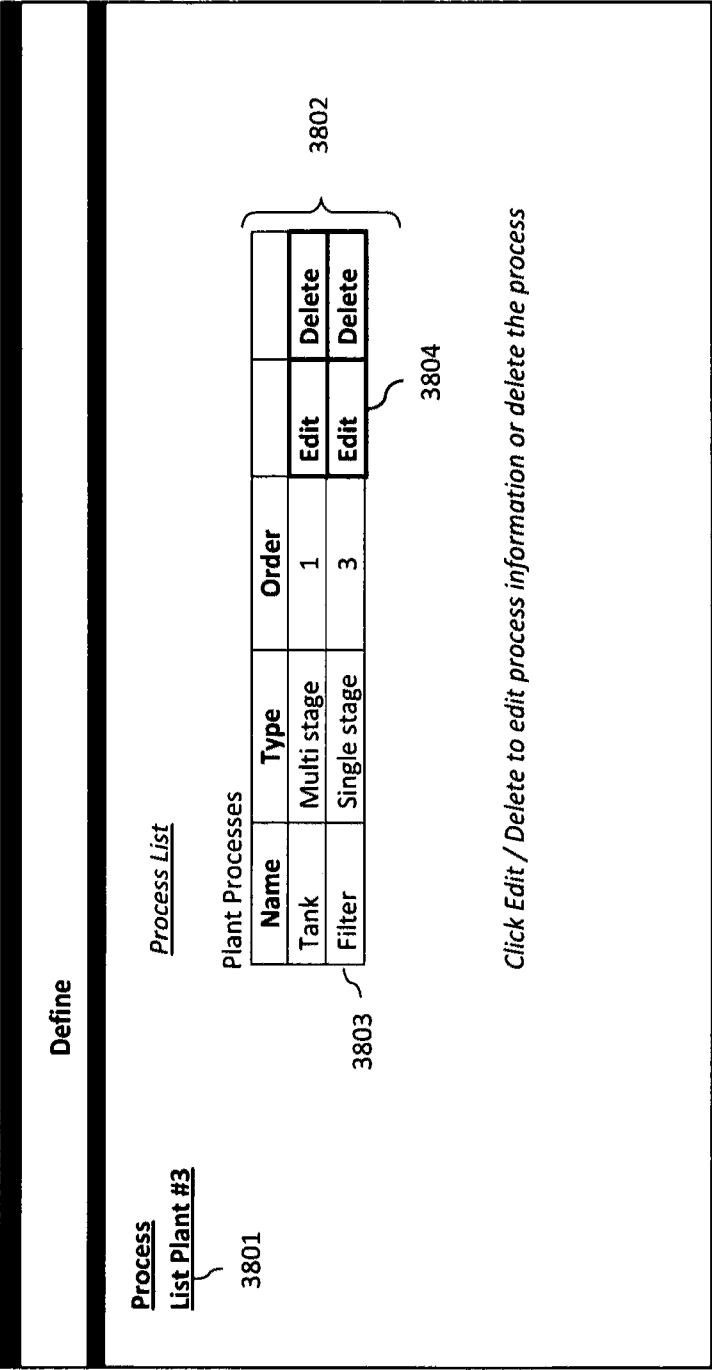 Define
Process
List Plant #3
3801
Process List
Plant Processes
Name Type Order
Tank Multi stage 1 Edit Delete
Filter Single stage 3 Edit Delete
3802
3803
3804
Click Edit / Delete to edit process information or delete the process